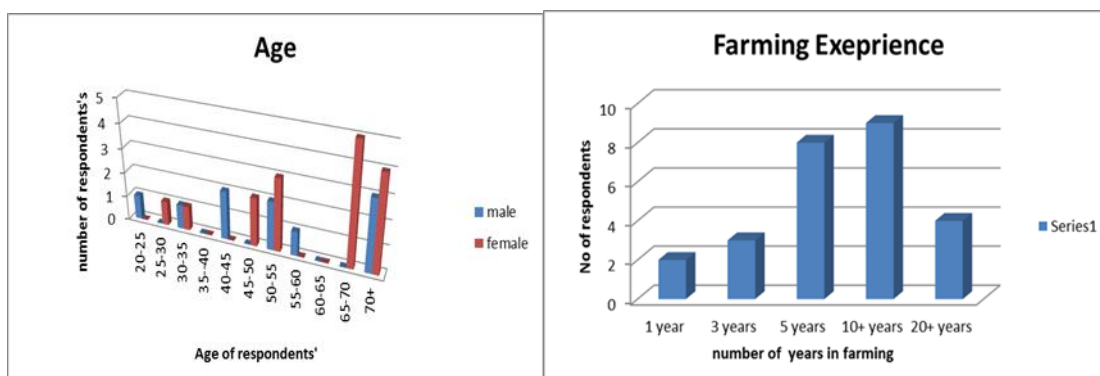 Age
number of respondents's
5
4
3
2
1
0
20-25
25-30
30-35
35--40
40-45
45-50
50-55
55-60
60-65
65-70
70+
Age of respondents'
male
female
Farming Exeprience
No of respondents
10
8
6
4
2
0
1 year
3 years
5 years
10+ years
20+ years
number of years in farming
Series1